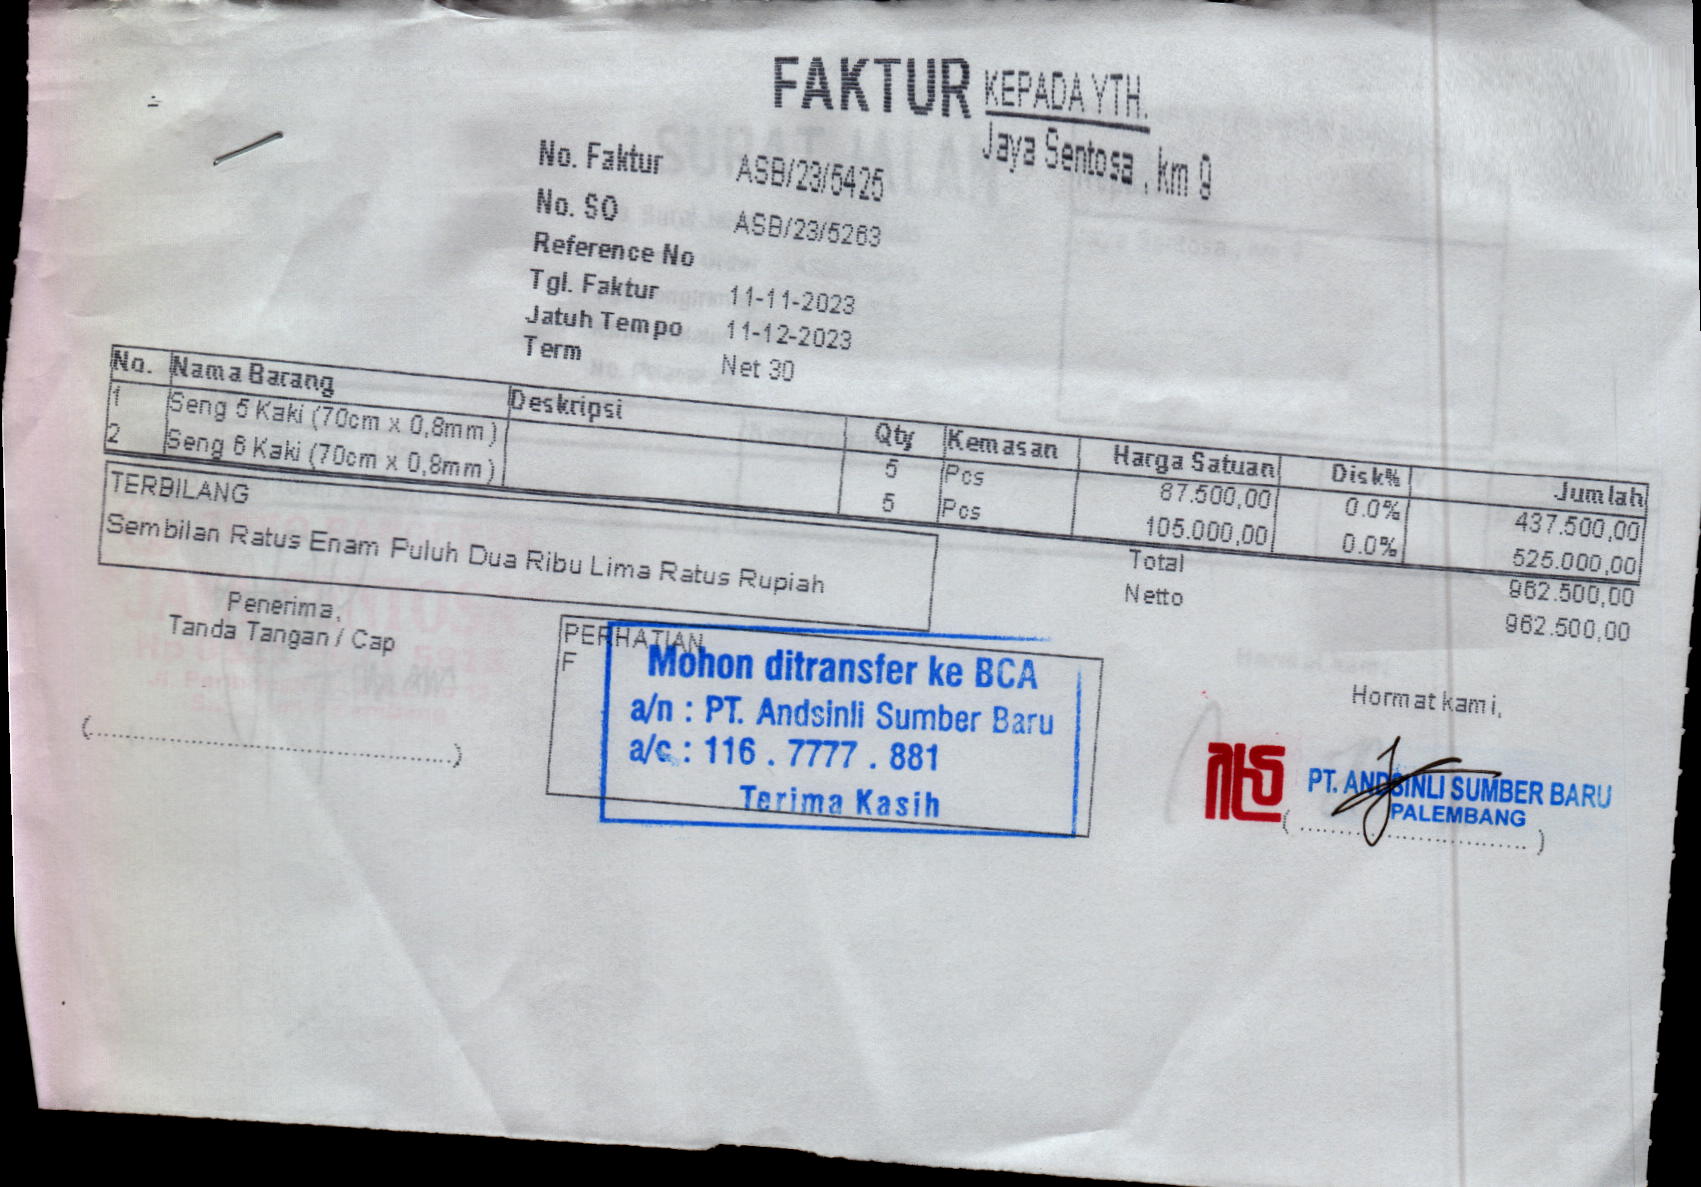 FAKTUR KEPADA YTH.
Jaya Sentosa , km 9
No. Faktur ASB/23/5425
No. SO ASB/23/5263
Reference No
Tgl. Faktur 11-11-2023
Jatuh Tempo 11-12-2023
Term Net 30
No. Nama Barang Deskripsi Qty Kemasan Harga Satuan Disk% Jumlah
1 Seng 5 Kaki (70cm x 0,8mm) 5 Pcs 87.500,00 0.0% 437.500,00
2 Seng 6 Kaki (70cm x 0,8mm) 5 Pcs 105.000,00 0.0% 525.000,00
Total 962.500,00
Netto 962.500,00
TERBILANG
Sembilan Ratus Enam Puluh Dua Ribu Lima Ratus Rupiah
Penerima,
Tanda Tangan / Cap
(....................................................)
PERHATIAN
F
Mohon ditransfer ke BCA
a/n : PT. Andsinli Sumber Baru
a/c : 116 . 7777 . 881
Terima Kasih
Hormat kami,
PT. ANDSINLI SUMBER BARU
PALEMBANG
( ................................. )